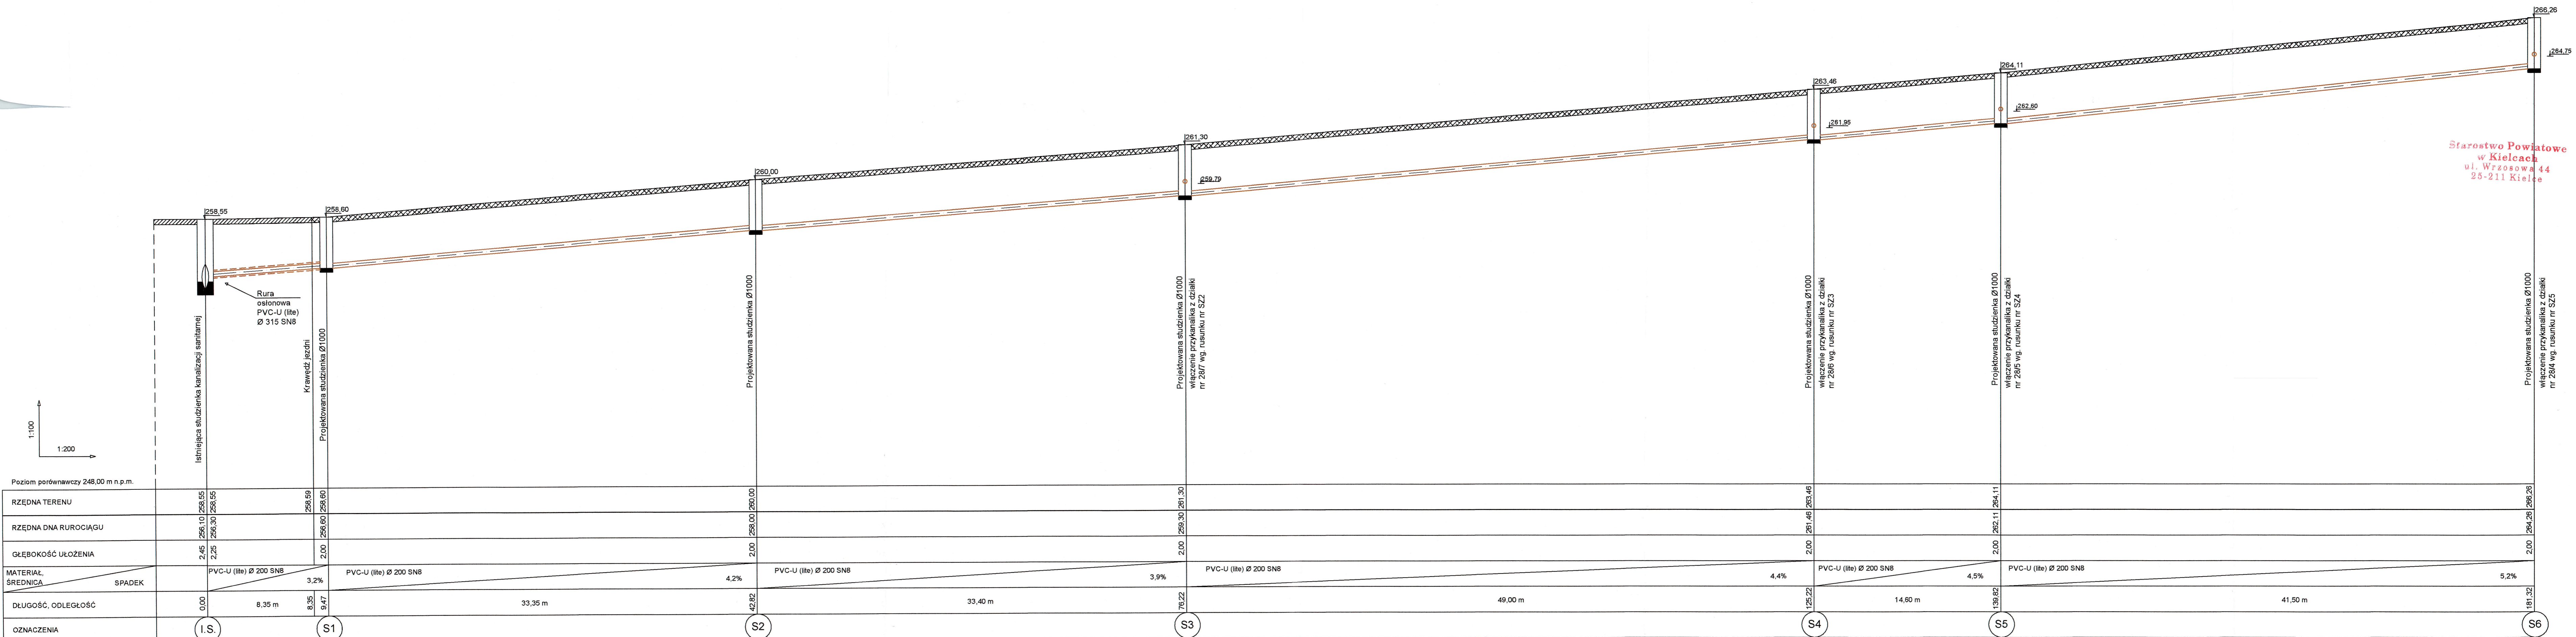 266,26
264,75
263,46
261,95
264,11
262,60
261,30
259,79
260,00
258,60
258,55
Starostwo Powiatowe
w Kielcach
ul. Wrzosowa 44
25-211 Kielce
Rura
osłonowa
PVC-U (lite)
Ø 315 SN8
Istniejąca studzienka kanalizacji sanitarnej
Krawędź jezdni
Projektowana studzienka Ø1000
Projektowana studzienka Ø1000
Projektowana studzienka Ø1000
włączenie przykanalika z działki
nr 28/7 wg. rusunku nr SZ2
Projektowana studzienka Ø1000
włączenie przykanalika z działki
nr 28/6 wg. rusunku nr SZ3
Projektowana studzienka Ø1000
włączenie przykanalika z działki
nr 28/5 wg. rusunku nr SZ4
Projektowana studzienka Ø1000
włączenie przykanalika z działki
nr 28/4 wg. rusunku nr SZ5
1:100
1:200
Poziom porównawczy 248,00 m n.p.m.
RZĘDNA TERENU 258,55 258,55 258,59 258,60 260,00 261,30 263,46 264,11 266,26
RZĘDNA DNA RUROCIĄGU 256,10 256,30 256,60 258,00 259,30 261,46 262,11 264,26
GŁĘBOKOŚĆ UŁOŻENIA 2,45 2,25 2,00 2,00 2,00 2,00 2,00 2,00
MATERIAŁ,
ŚREDNICA SPADEK
PVC-U (lite) Ø 200 SN8 3,2%
PVC-U (lite) Ø 200 SN8 4,2%
PVC-U (lite) Ø 200 SN8 3,9%
PVC-U (lite) Ø 200 SN8 4,4%
PVC-U (lite) Ø 200 SN8 4,5%
PVC-U (lite) Ø 200 SN8 5,2%
DŁUGOŚĆ, ODLEGŁOŚĆ 0,00 8,35 m 8,35 9,47 33,35 m 42,82 33,40 m 76,22 49,00 m 125,22 14,60 m 139,82 41,50 m 181,32
OZNACZENIA I.S. S1 S2 S3 S4 S5 S6